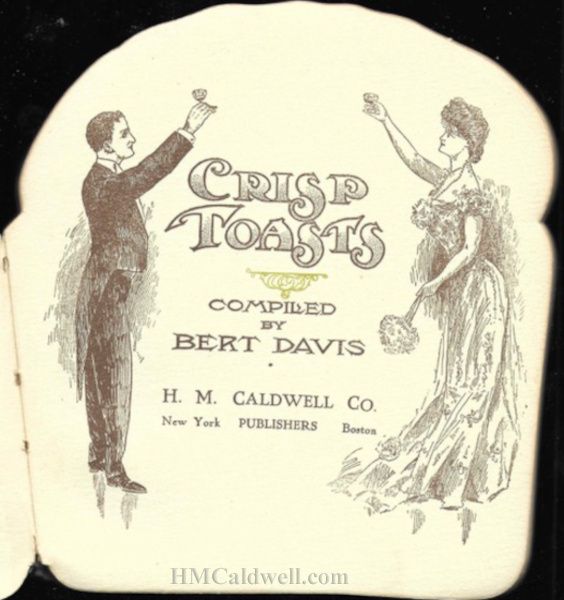 CRISP
TOASTS
COMPILED
BY
BERT DAVIS
H. M. CALDWELL CO.
New York PUBLISHERS Boston
HMCaldwell.com